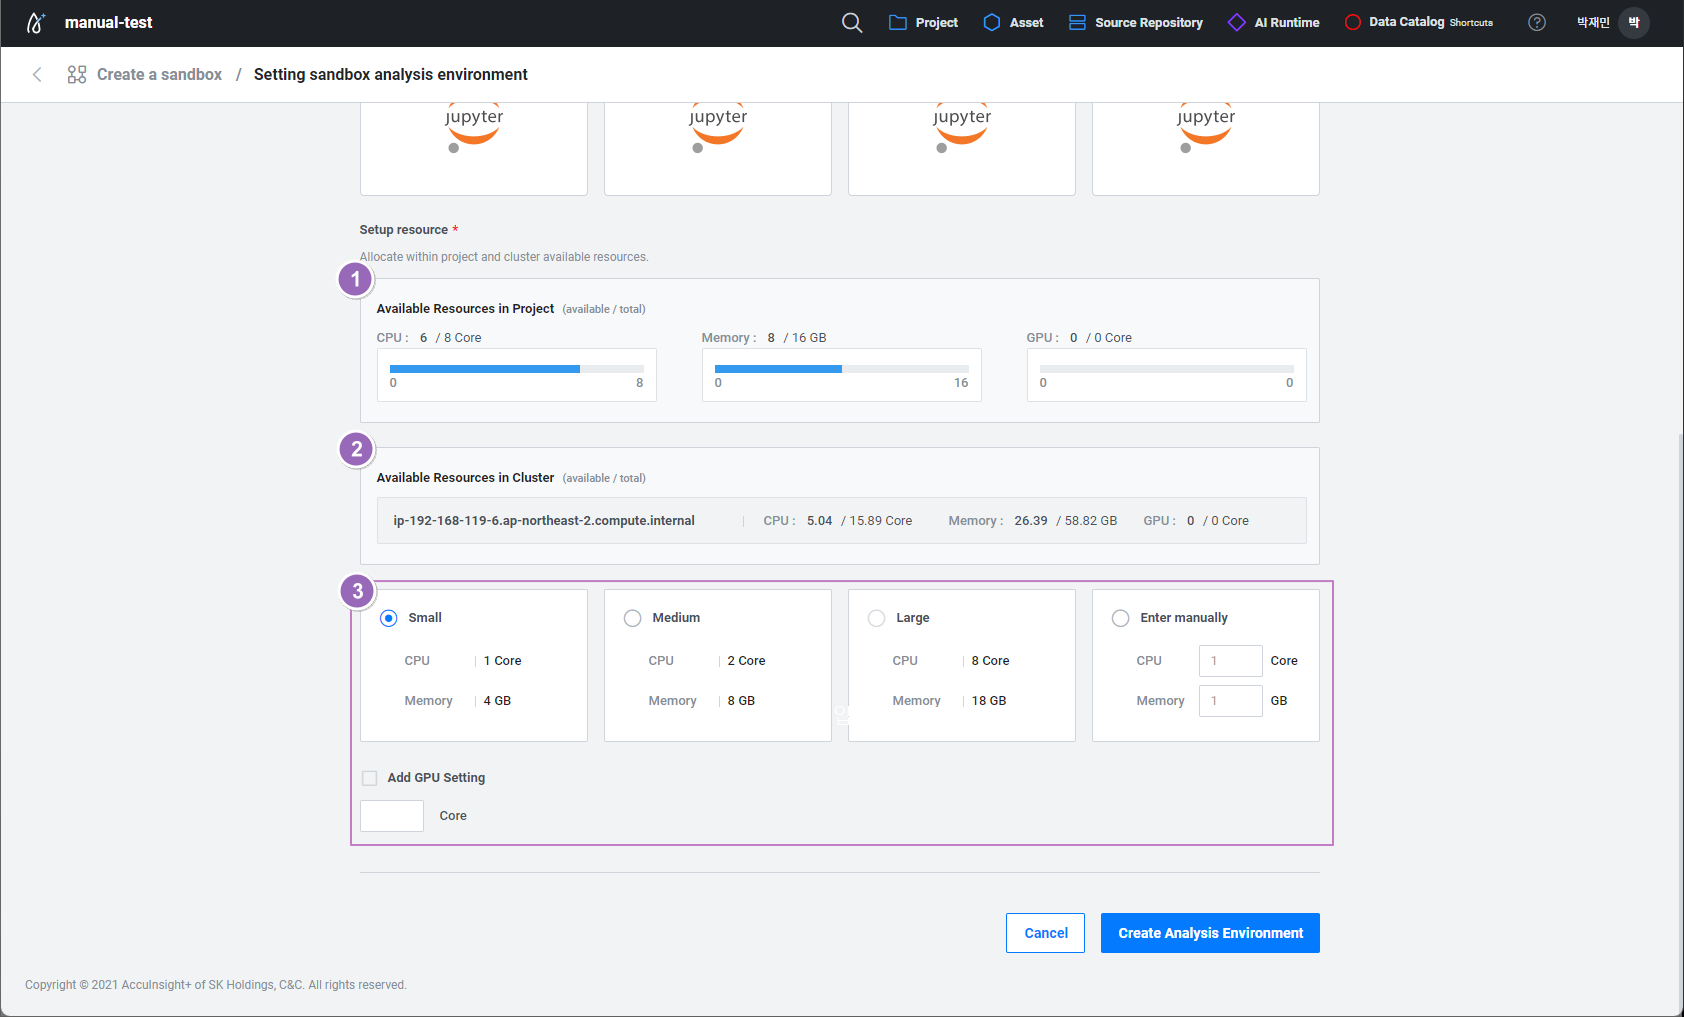 manual-test
Project
Asset
Source Repository
AI Runtime
Data Catalog Shortcuts
?
박재민
박
Create a sandbox / Setting sandbox analysis environment
jupyter
jupyter
jupyter
jupyter
Setup resource *
Allocate within project and cluster available resources.
1
Available Resources in Project (available / total)
CPU : 6 / 8 Core
0 8
Memory : 8 / 16 GB
0 16
GPU : 0 / 0 Core
0 0
2
Available Resources in Cluster (available / total)
ip-192-168-119-6.ap-northeast-2.compute.internal | CPU : 5.04 / 15.89 Core Memory : 26.39 / 58.82 GB GPU : 0 / 0 Core
3
Small
CPU | 1 Core
Memory | 4 GB
Medium
CPU | 2 Core
Memory | 8 GB
Large
CPU | 8 Core
Memory | 18 GB
Enter manually
CPU 1 Core
Memory 1 GB
Add GPU Setting
Core
Cancel
Create Analysis Environment
Copyright © 2021 AccuInsight+ of SK Holdings, C&C. All rights reserved.